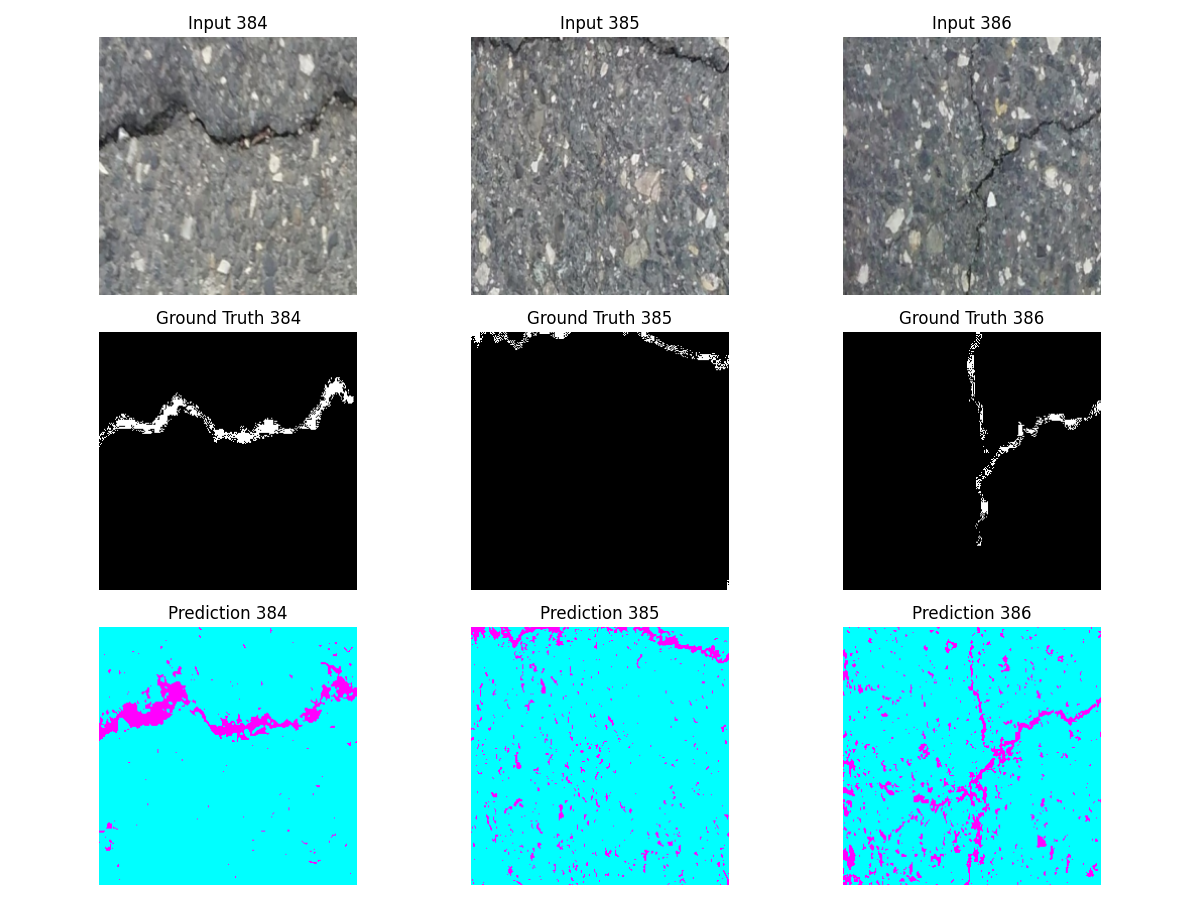 Input 384
Input 385
Input 386
Ground Truth 384
Ground Truth 385
Ground Truth 386
Prediction 384
Prediction 385
Prediction 386